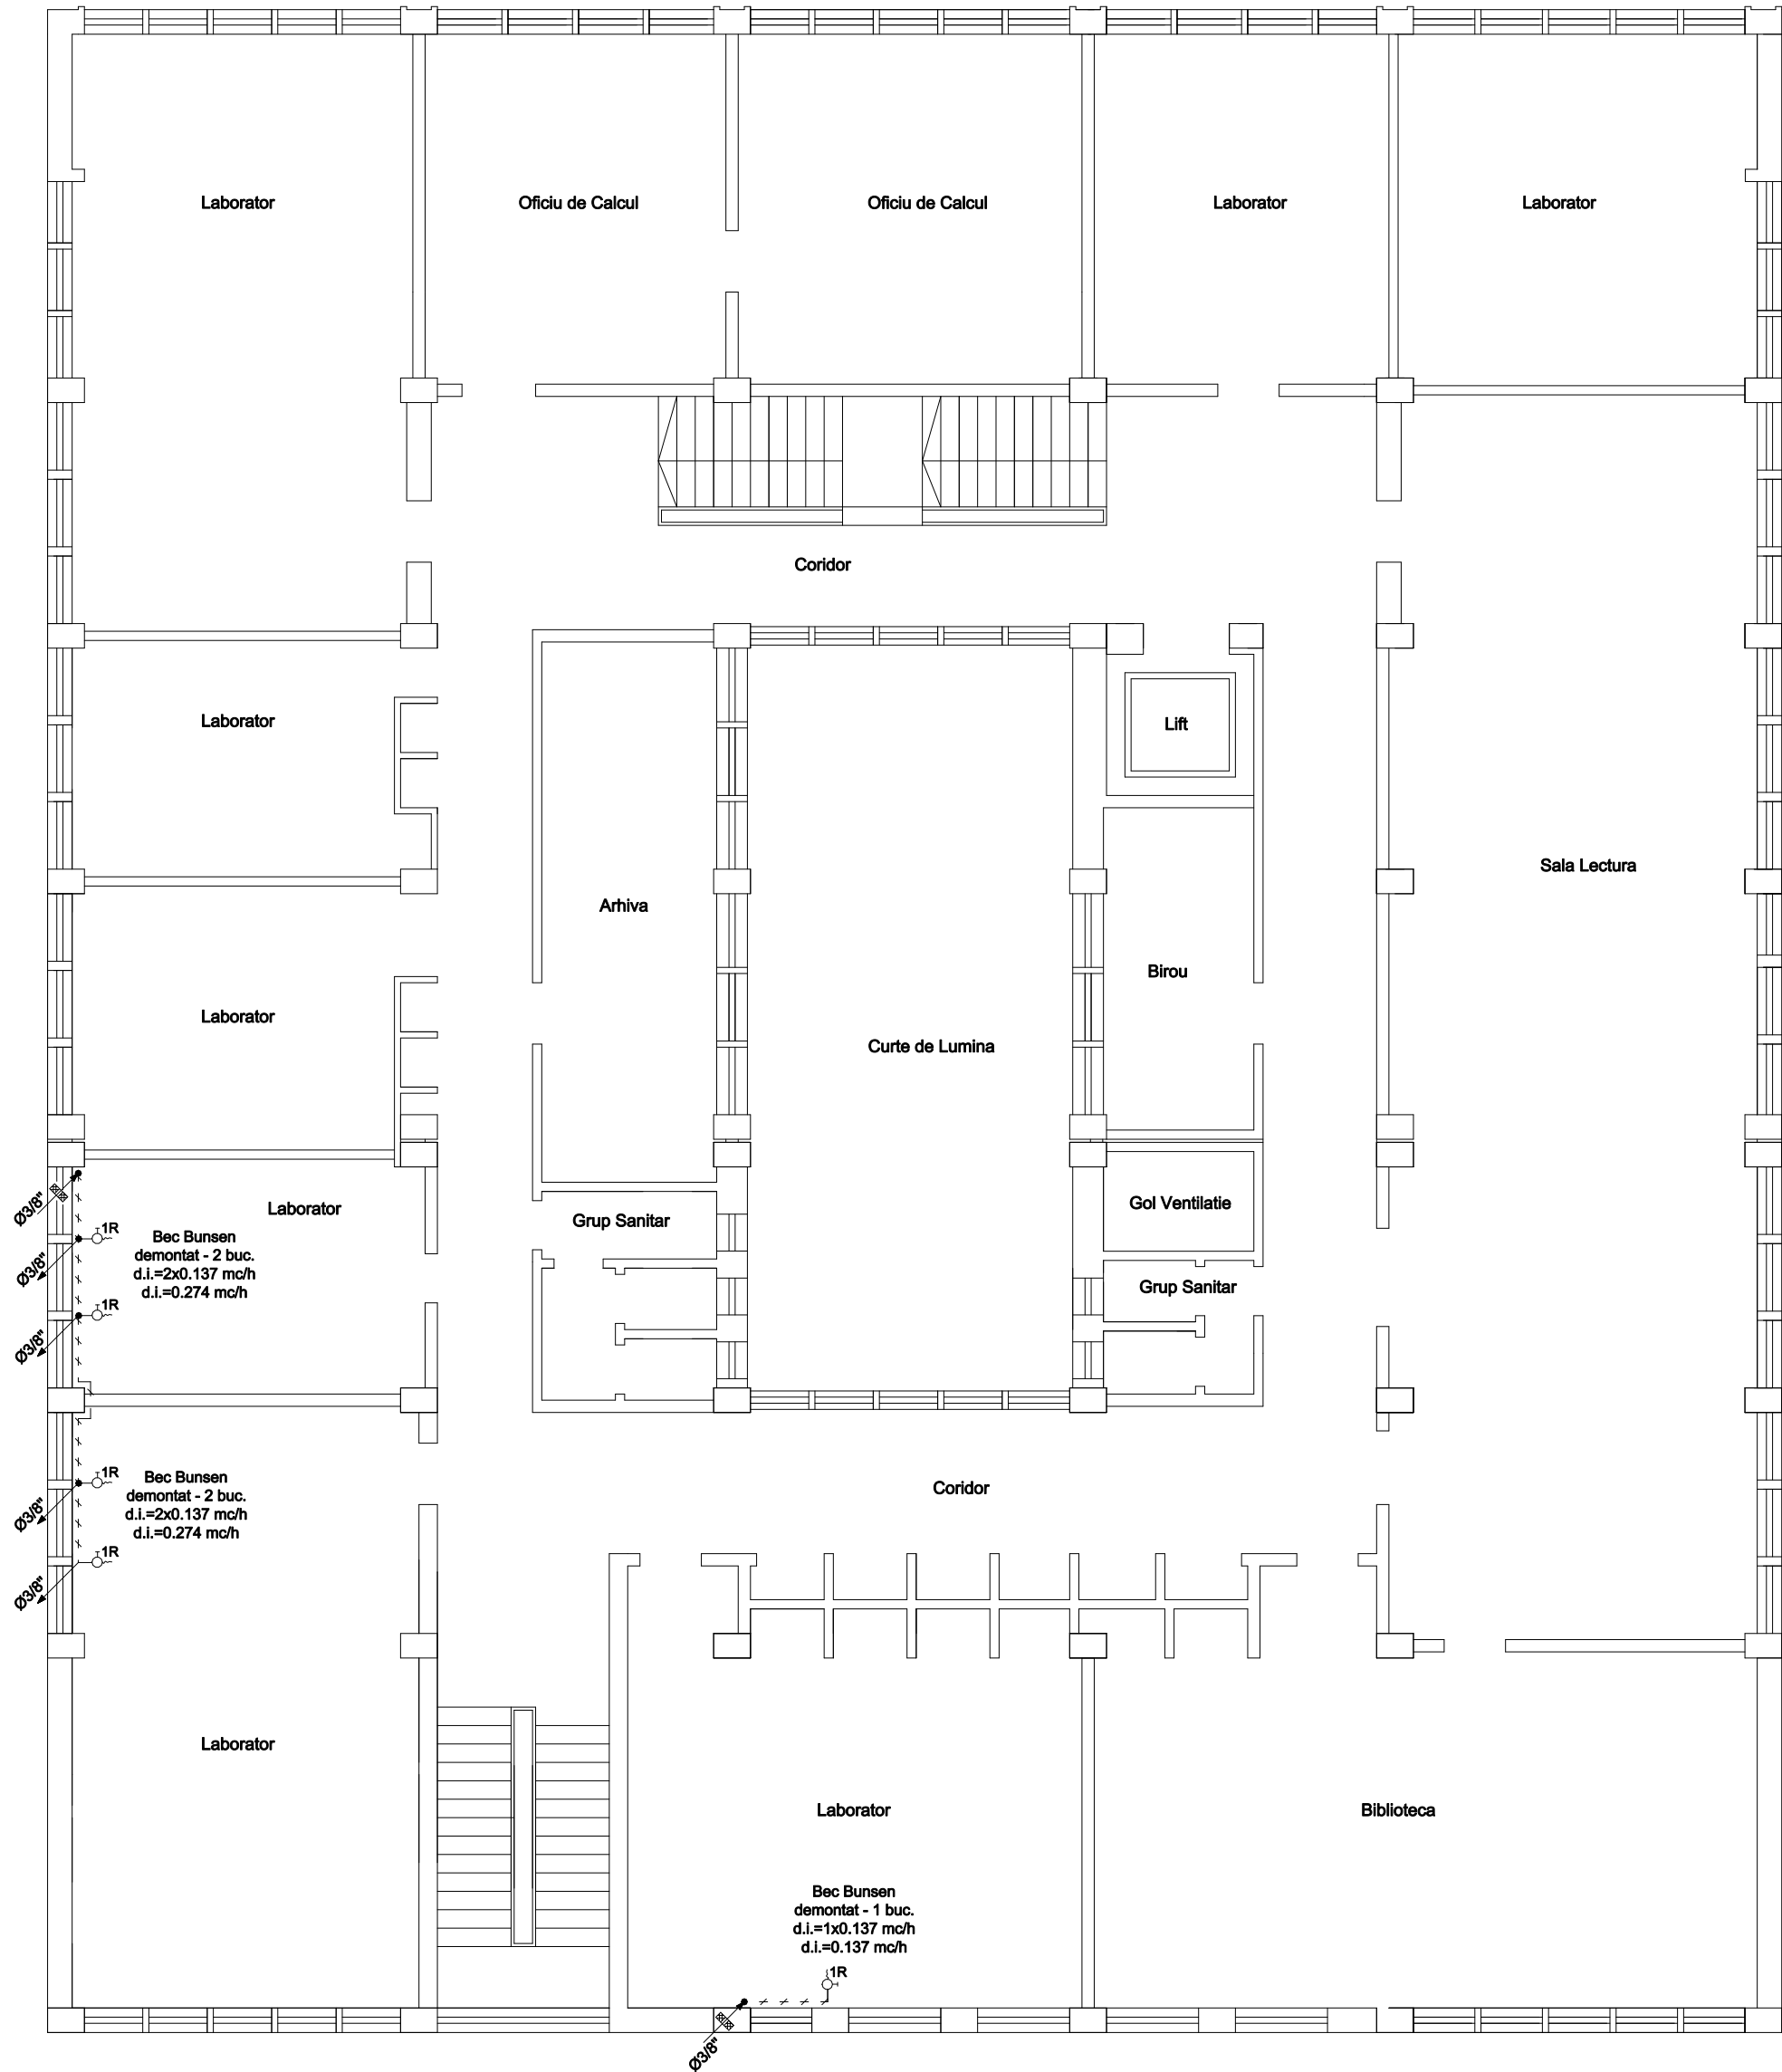 Laborator
Oficiu de Calcul
Oficiu de Calcul
Laborator
Laborator
Coridor
Laborator
Lift
Sala Lectura
Arhiva
Birou
Laborator
Curte de Lumina
Ø3/8"
Laborator
Gol Ventilatie
Grup Sanitar
1R
Bec Bunsen
demontat - 2 buc.
d.i.=2x0.137 mc/h
d.i.=0.274 mc/h
Ø3/8"
Grup Sanitar
1R
Ø3/8"
1R
Bec Bunsen
demontat - 2 buc.
d.i.=2x0.137 mc/h
d.i.=0.274 mc/h
Ø3/8"
Coridor
1R
Ø3/8"
Laborator
Laborator
Biblioteca
Bec Bunsen
demontat - 1 buc.
d.i.=1x0.137 mc/h
d.i.=0.137 mc/h
1R
Ø3/8"